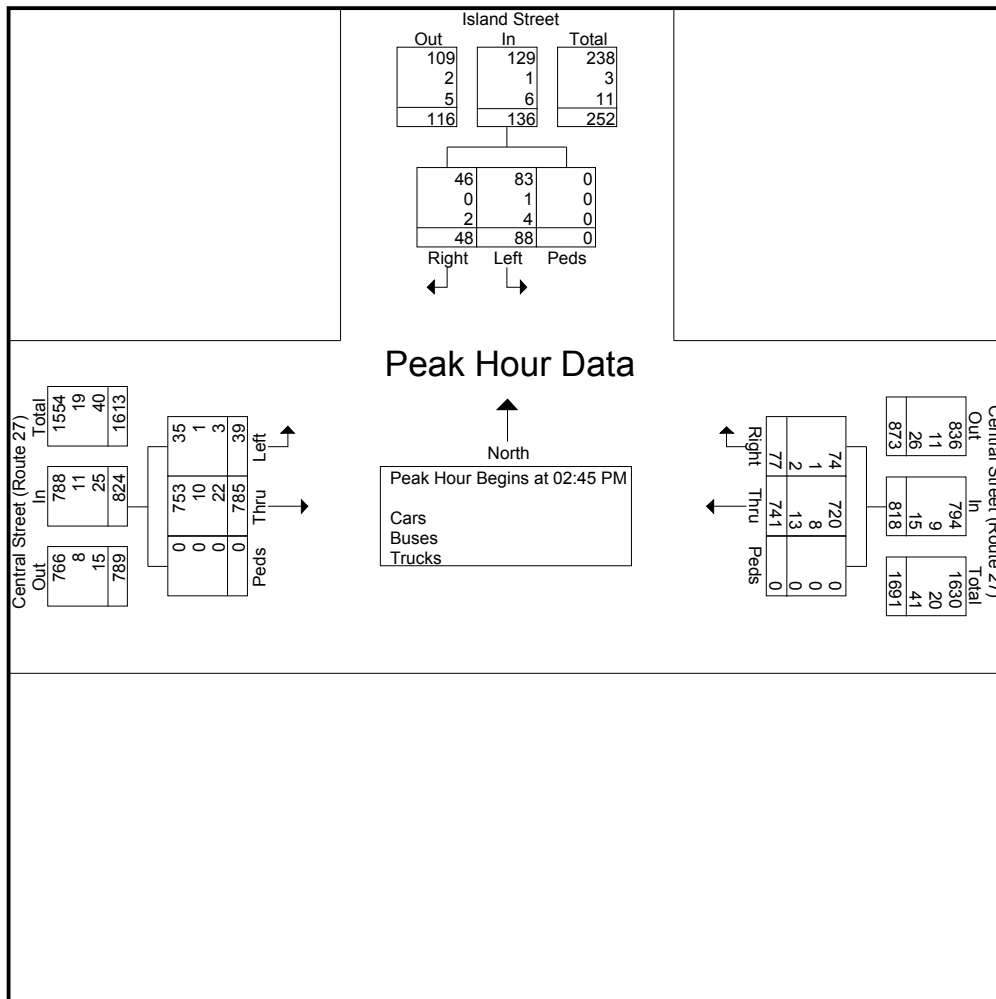 Island Street
Out In Total
109 129 238
2 1 3
5 6 11
116 136 252
46 83 0
0 1 0
2 4 0
48 88 0
Right Left Peds
Peak Hour Data
North
Peak Hour Begins at 02:45 PM
Cars
Buses
Trucks
Central Street (Route 27)
Out In Total
766 788 1554
8 11 19
15 25 40
789 824 1613
35 753 0
1 10 0
3 22 0
39 785 0
Left Thru Peds
Central Street (Route 27)
Out In Total
836 794 1630
11 9 20
26 15 41
873 818 1691
74 720 0
1 8 0
2 13 0
77 741 0
Right Thru Peds